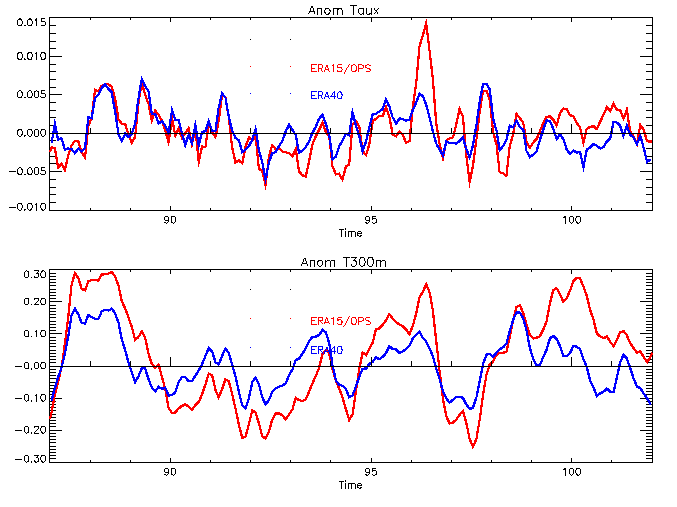 Anom Taux
0.015
0.010
0.005
0.000
-0.005
-0.010
ERA15/OPS
ERA40
90
95
100
Time
Anom T300m
0.30
0.20
0.10
-0.00
-0.10
-0.20
-0.30
ERA15/OPS
ERA40
90
95
100
Time